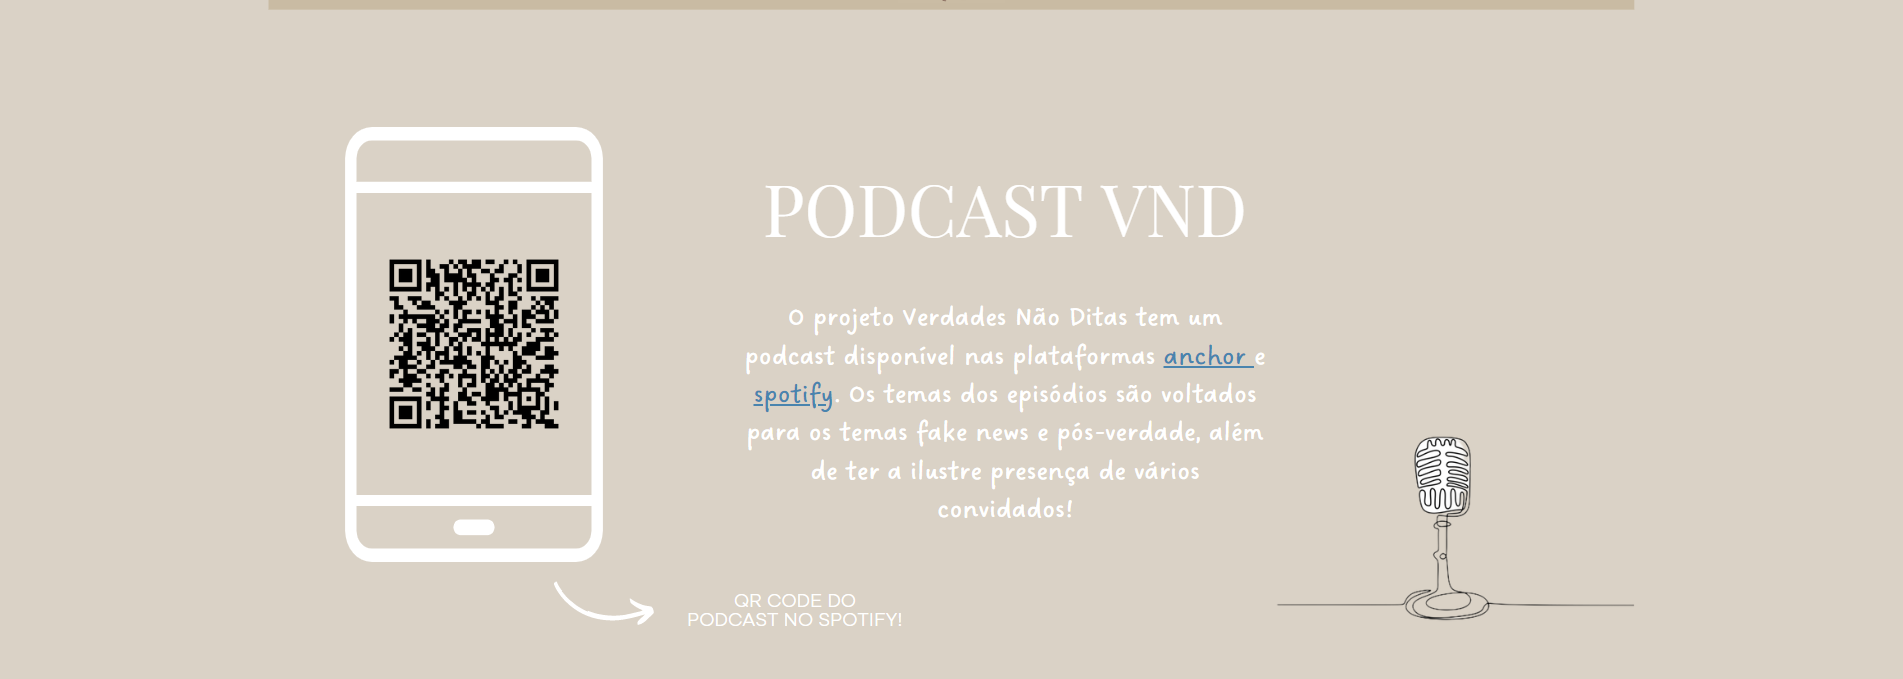 PODCAST VND
O projeto Verdades Não Ditas tem um
podcast disponível nas plataformas anchor e
spotify. Os temas dos episódios são voltados
para os temas fake news e pós-verdade, além
de ter a ilustre presença de vários
convidados!
QR CODE DO
PODCAST NO SPOTIFY!